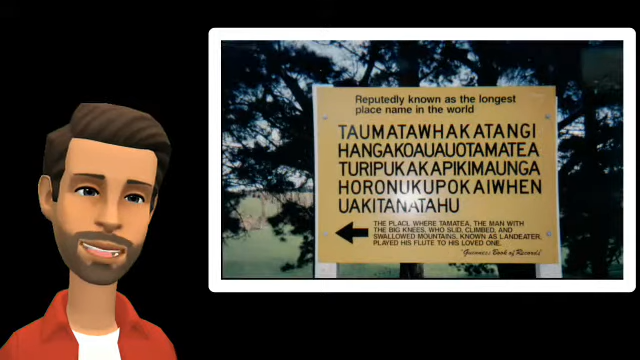 Reputedly known as the longest
place name in the world
TAUMATAWHAKATANGI
HANGAKOAUAUOTAMATEA
TURIPUKAKAPIKIMAUNGA
HORONUKUPOKAIWHEN
UAKITANATAHU
THE PLACE WHERE TAMATEA, THE MAN WITH
THE BIG KNEES, WHO SLID, CLIMBED, AND
SWALLOWED MOUNTAINS, KNOWN AS LANDEATER,
PLAYED HIS FLUTE TO HIS LOVED ONE.
"Guinness Book of Records"